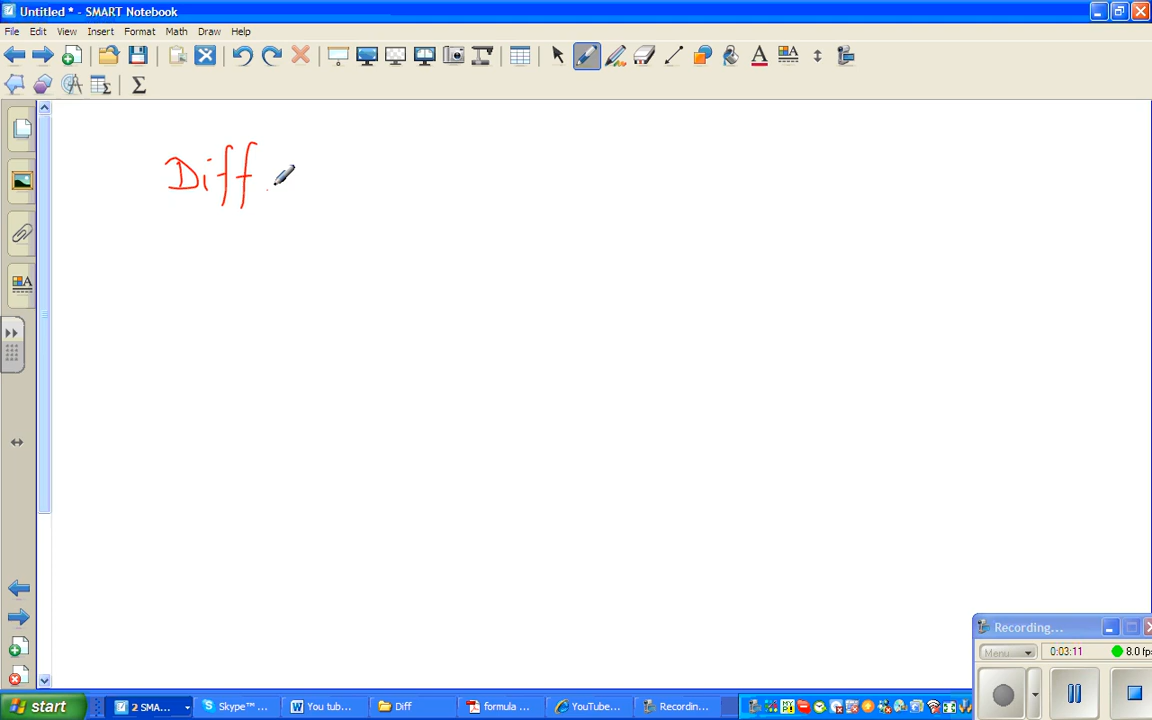 Untitled * - SMART Notebook
File Edit View Insert Format Math Draw Help
Diff
Recording...
Menu 0:03:11 8.0 fp
start 2 SMA... Skype™ ... You tub... Diff formula ... YouTube... Recordin...